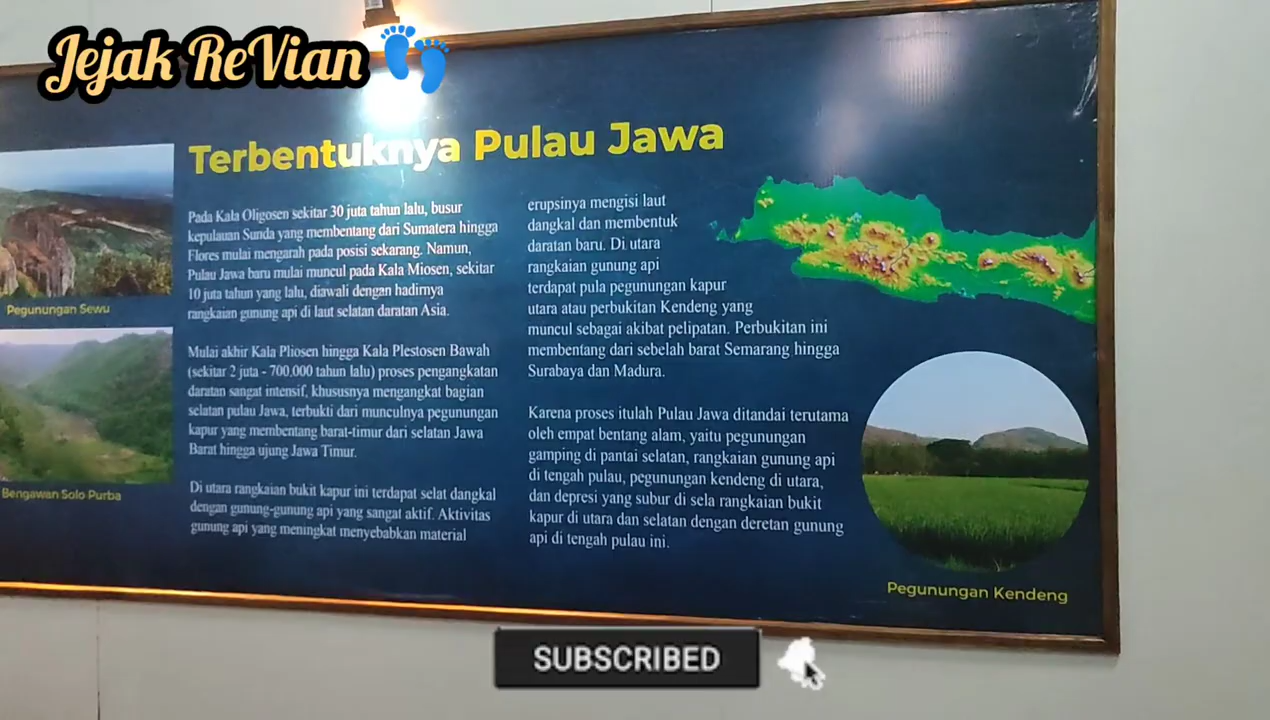 Jejak ReVian
Terbentuknya Pulau Jawa
Pada Kala Oligosen sekitar 30 juta tahun lalu, busur
kepulauan Sunda yang membentang dari Sumatera hingga
Flores mulai mengarah pada posisi sekarang. Namun,
Pulau Jawa baru mulai muncul pada Kala Miosen, sekitar
10 juta tahun yang lalu, diawali dengan hadirnya
rangkaian gunung api di laut selatan daratan Asia.
Mulai akhir Kala Pliosen hingga Kala Plestosen Bawah
(sekitar 2 juta - 700.000 tahun lalu) proses pengangkatan
daratan sangat intensif, khususnya mengangkat bagian
selatan pulau Jawa, terbukti dari munculnya pegunungan
kapur yang membentang barat-timur dari selatan Jawa
Barat hingga ujung Jawa Timur.
Di utara rangkaian bukit kapur ini terdapat selat dangkal
dengan gunung-gunung api yang sangat aktif. Aktivitas
gunung api yang meningkat menyebabkan material
erupsinya mengisi laut
dangkal dan membentuk
daratan baru. Di utara
rangkaian gunung api
terdapat pula pegunungan kapur
utara atau perbukitan Kendeng yang
muncul sebagai akibat pelipatan. Perbukitan ini
membentang dari sebelah barat Semarang hingga
Surabaya dan Madura.
Karena proses itulah Pulau Jawa ditandai terutama
oleh empat bentang alam, yaitu pegunungan
gamping di pantai selatan, rangkaian gunung api
di tengah pulau, pegunungan kendeng di utara,
dan depresi yang subur di sela rangkaian bukit
kapur di utara dan selatan dengan deretan gunung
api di tengah pulau ini.
Pegunungan Sewu
Bengawan Solo Purba
Pegunungan Kendeng
SUBSCRIBED